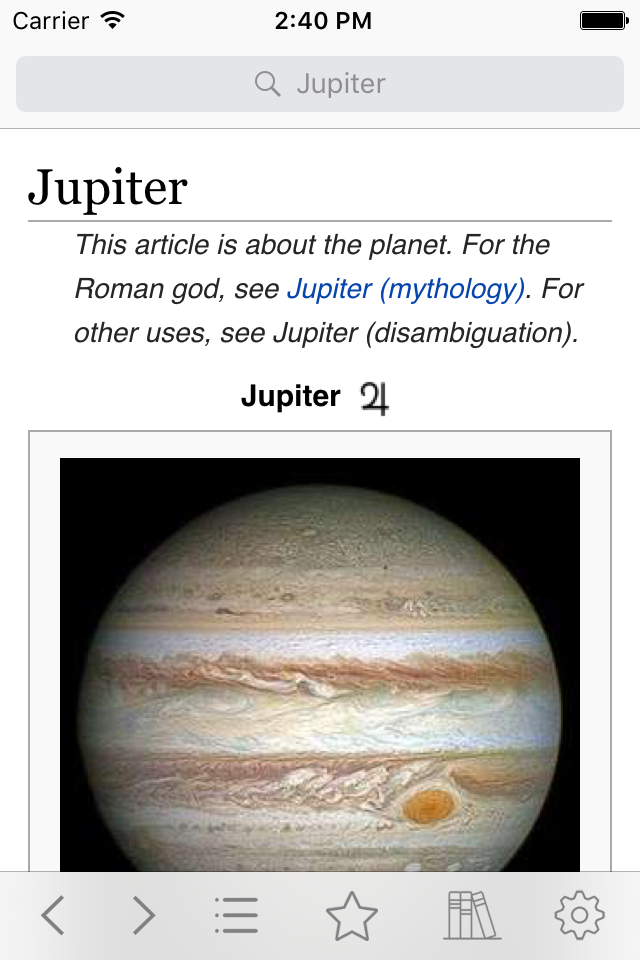 Carrier 2:40 PM
Jupiter
Jupiter
This article is about the planet. For the
Roman god, see Jupiter (mythology). For
other uses, see Jupiter (disambiguation).
Jupiter ♃